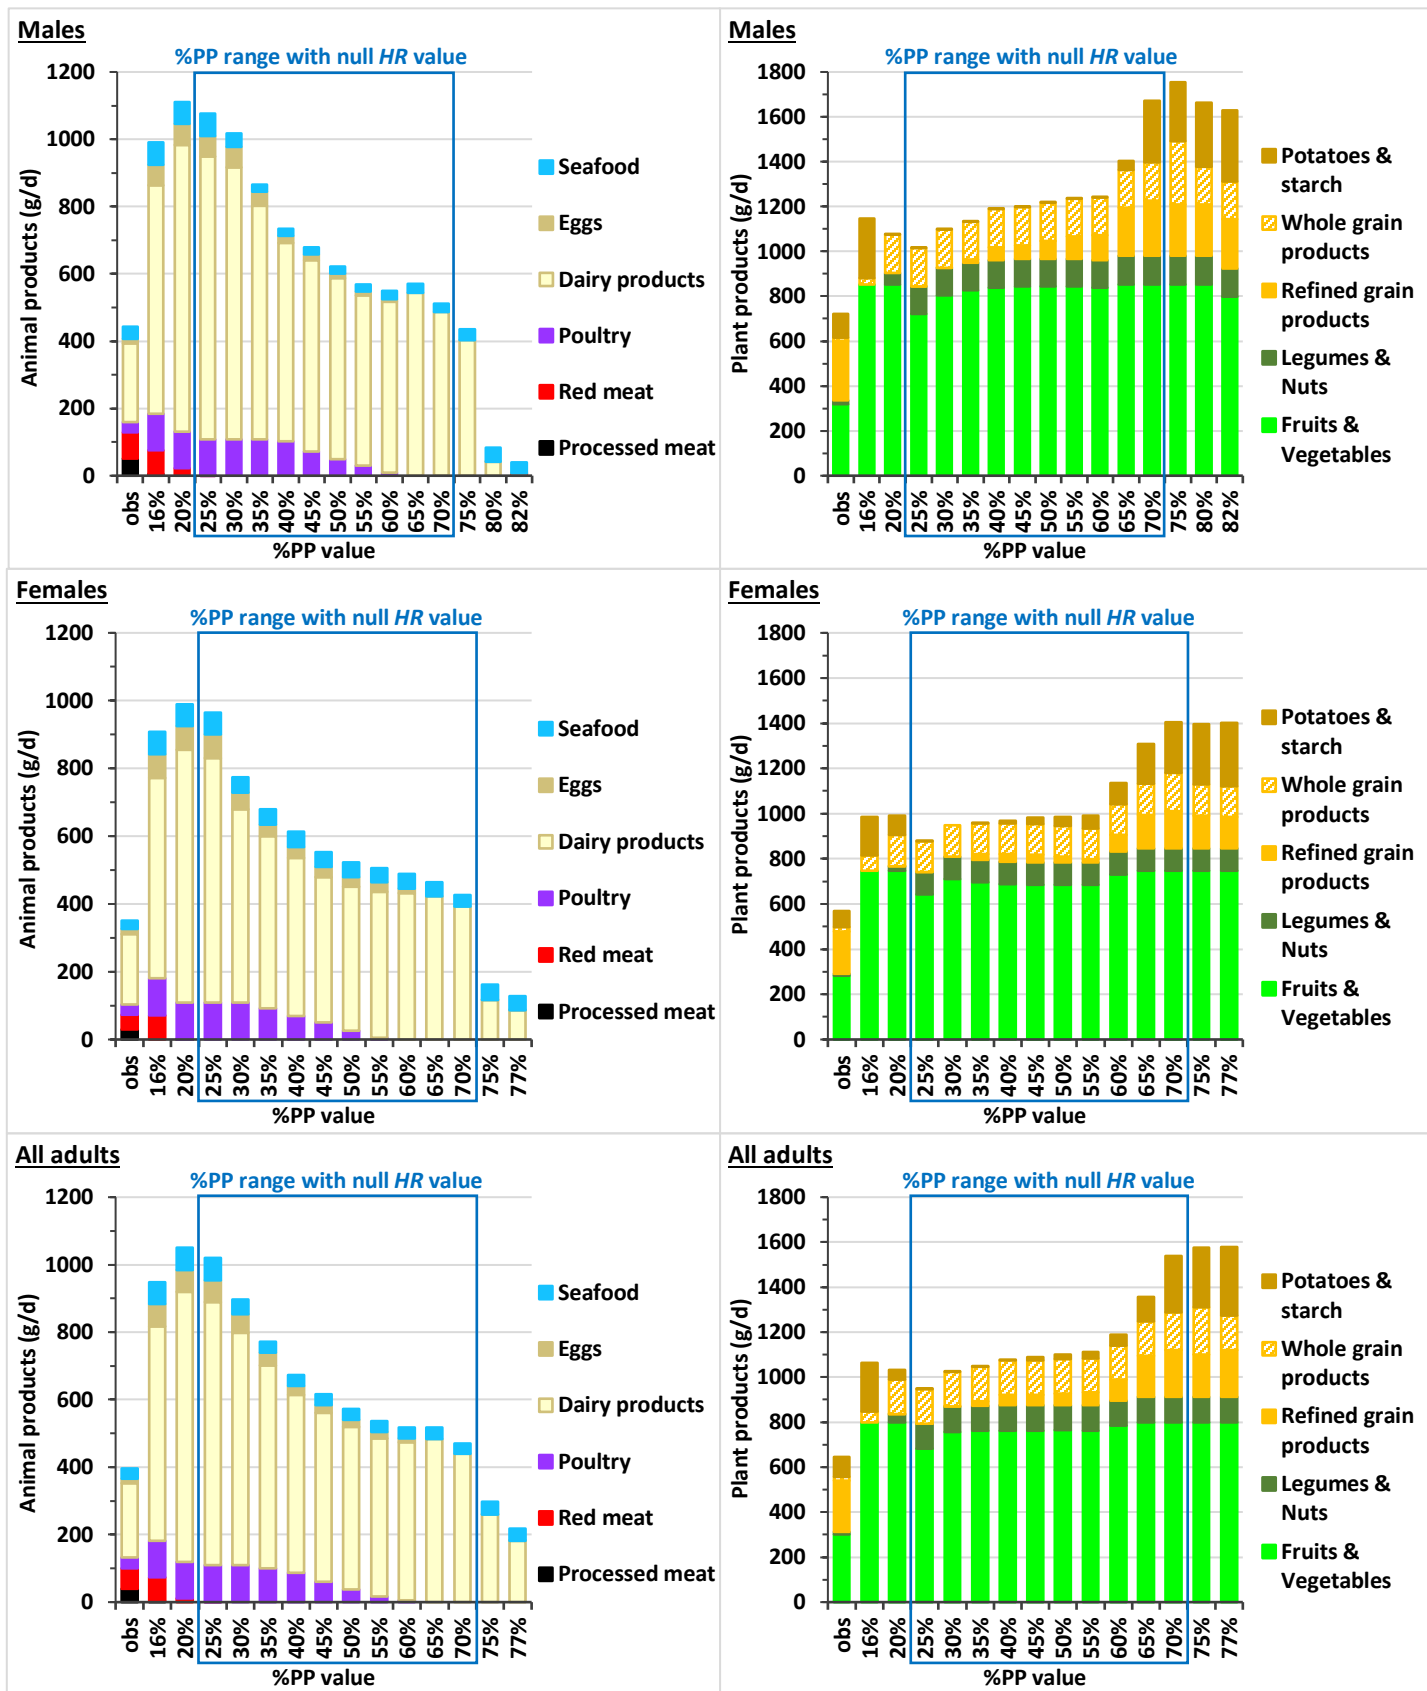 Males
%PP range with null HR value
Animal products (g/d)
1200
1000
800
600
400
200
0
obs 16% 20% 25% 30% 35% 40% 45% 50% 55% 60% 65% 70% 75% 80% 82%
%PP value
Seafood
Eggs
Dairy products
Poultry
Red meat
Processed meat
Males
%PP range with null HR value
Plant products (g/d)
1800
1600
1400
1200
1000
800
600
400
200
0
obs 16% 20% 25% 30% 35% 40% 45% 50% 55% 60% 65% 70% 75% 80% 82%
%PP value
Potatoes &
starch
Whole grain
products
Refined grain
products
Legumes &
Nuts
Fruits &
Vegetables
Females
%PP range with null HR value
Animal products (g/d)
1200
1000
800
600
400
200
0
obs 16% 20% 25% 30% 35% 40% 45% 50% 55% 60% 65% 70% 75% 77%
%PP value
Seafood
Eggs
Dairy products
Poultry
Red meat
Processed meat
Females
%PP range with null HR value
Plant products (g/d)
1800
1600
1400
1200
1000
800
600
400
200
0
obs 16% 20% 25% 30% 35% 40% 45% 50% 55% 60% 65% 70% 75% 77%
%PP value
Potatoes &
starch
Whole grain
products
Refined grain
products
Legumes &
Nuts
Fruits &
Vegetables
All adults
%PP range with null HR value
Animal products (g/d)
1200
1000
800
600
400
200
0
obs 16% 20% 25% 30% 35% 40% 45% 50% 55% 60% 65% 70% 75% 77%
%PP value
Seafood
Eggs
Dairy products
Poultry
Red meat
Processed meat
All adults
%PP range with null HR value
Plant products (g/d)
1800
1600
1400
1200
1000
800
600
400
200
0
obs 16% 20% 25% 30% 35% 40% 45% 50% 55% 60% 65% 70% 75% 77%
%PP value
Potatoes &
starch
Whole grain
products
Refined grain
products
Legumes &
Nuts
Fruits &
Vegetables